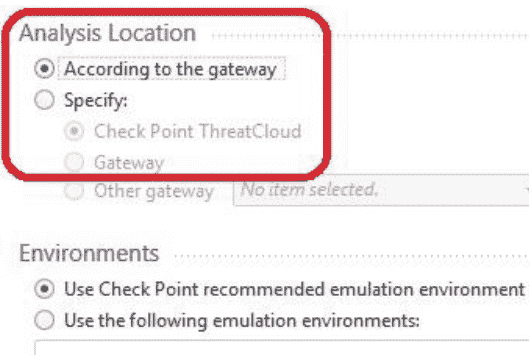 Analysis Location
According to the gateway
Specify:
Check Point ThreatCloud
Gateway
Other gateway No item selected.
Environments
Use Check Point recommended emulation environment
Use the following emulation environments: